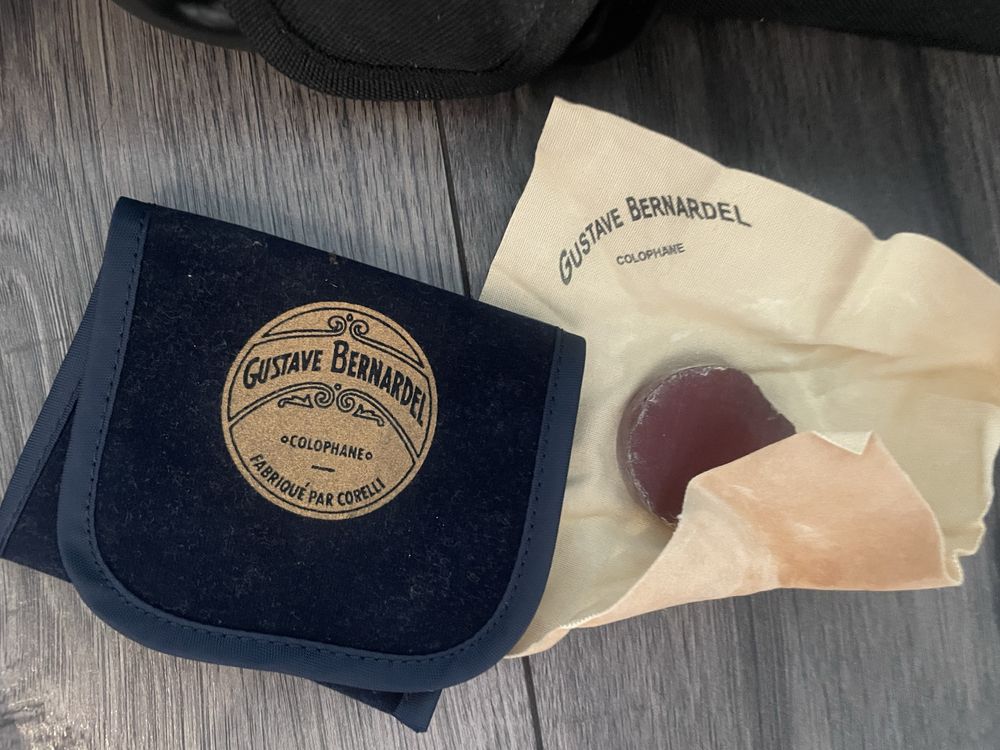 GUSTAVE BERNARDEL
COLOPHANE
FABRIQUÉ PAR CORELLI
GUSTAVE BERNARDEL
COLOPHANE